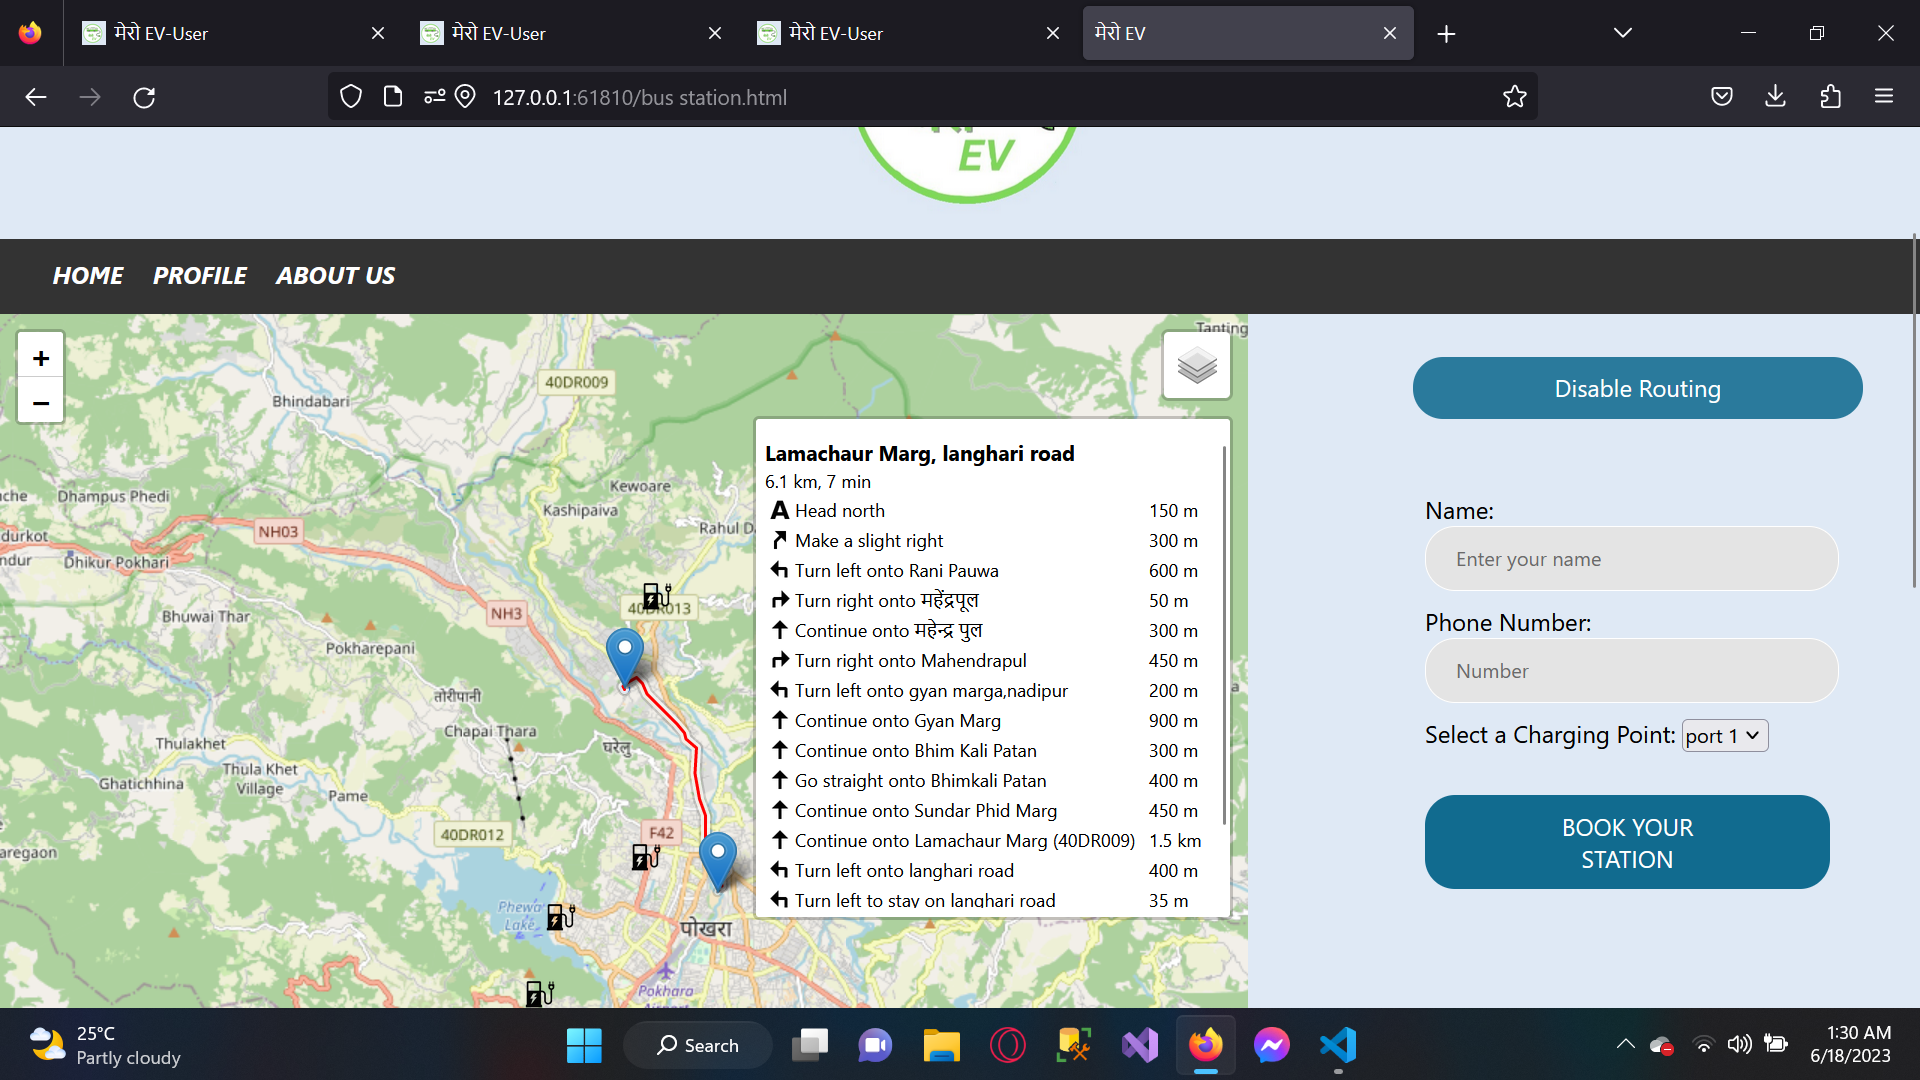 मेरो EV-User
मेरो EV-User
मेरो EV-User
मेरो EV
127.0.0.1:61810/bus station.html
EV
HOME PROFILE ABOUT US
+
−
Tanting
40DR009
Bhindabari
Kewoare
Kashipaiva
Rahul D
Dhampus Phedi
che
NH03
durkot
ndur
Dhikur Pokhari
Bhuwai Thar
NH3
40DR013
Pokharepani
तोरीपानी
Chapai Thara
घरेलु
Thulakhet
Thula Khet
Village
Ghatichhina
Pame
40DR012
F42
aregaon
Phewa
Lake
पोखरा
Pokhara
Airport
Lamachaur Marg, langhari road
6.1 km, 7 min
Head north 150 m
Make a slight right 300 m
Turn left onto Rani Pauwa 600 m
Turn right onto महेंद्रपूल 50 m
Continue onto महेन्द्र पुल 300 m
Turn right onto Mahendrapul 450 m
Turn left onto gyan marga,nadipur 200 m
Continue onto Gyan Marg 900 m
Continue onto Bhim Kali Patan 300 m
Go straight onto Bhimkali Patan 400 m
Continue onto Sundar Phid Marg 450 m
Continue onto Lamachaur Marg (40DR009) 1.5 km
Turn left onto langhari road 400 m
Turn left to stay on langhari road 35 m
Disable Routing
Name:
Enter your name
Phone Number:
Number
Select a Charging Point: port 1
BOOK YOUR
STATION
25°C
Partly cloudy
Search
1:30 AM
6/18/2023